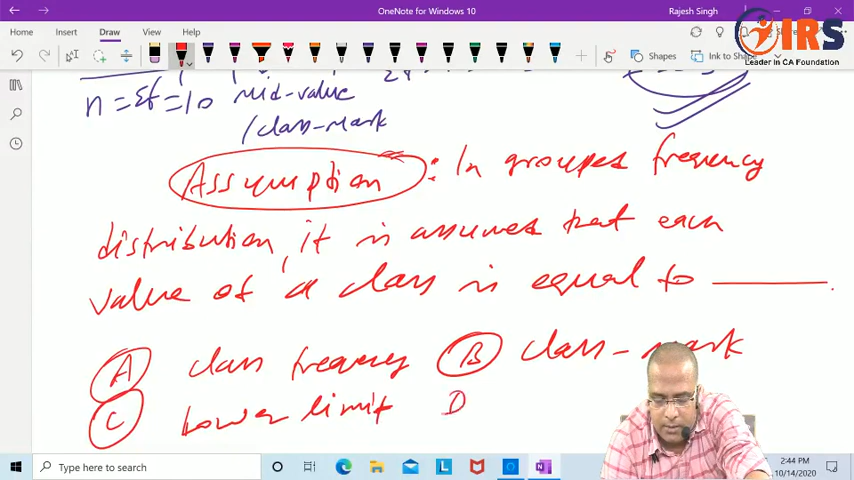 OneNote for Windows 10
Rajesh Singh
IRS
Leader in CA Foundation
Home Insert Draw View Help
Shapes Ink to Shape
n = Σf = 10 mid-value
/class-mark
Assumption : In grouped frequency
distribution, it is assumed that each
value of a class is equal to ______.
A class frequency B class-mark
C Lower limit D
Type here to search
2:44 PM
10/14/2020